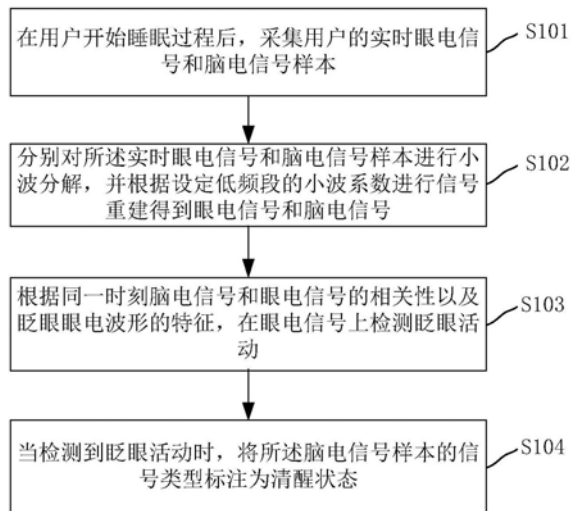 在用户开始睡眠过程后，采集用户的实时眼电信
号和脑电信号样本
S101
分别对所述实时眼电信号和脑电信号样本进行小
波分解，并根据设定低频段的小波系数进行信号
重建得到眼电信号和脑电信号
S102
根据同一时刻脑电信号和眼电信号的相关性以及
眨眼眼电波形的特征，在眼电信号上检测眨眼活
动
S103
当检测到眨眼活动时，将所述脑电信号样本的信
号类型标注为清醒状态
S104